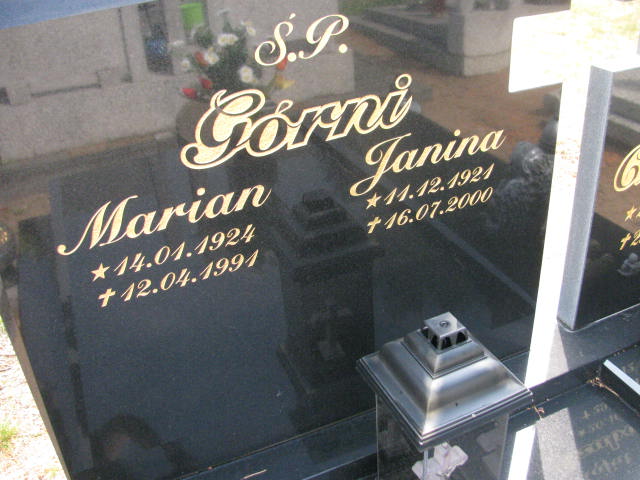 Ś.P.
Górni
Marian
★14.01.1924
✝12.04.1991
Janina
★11.12.1921
✝16.07.2000